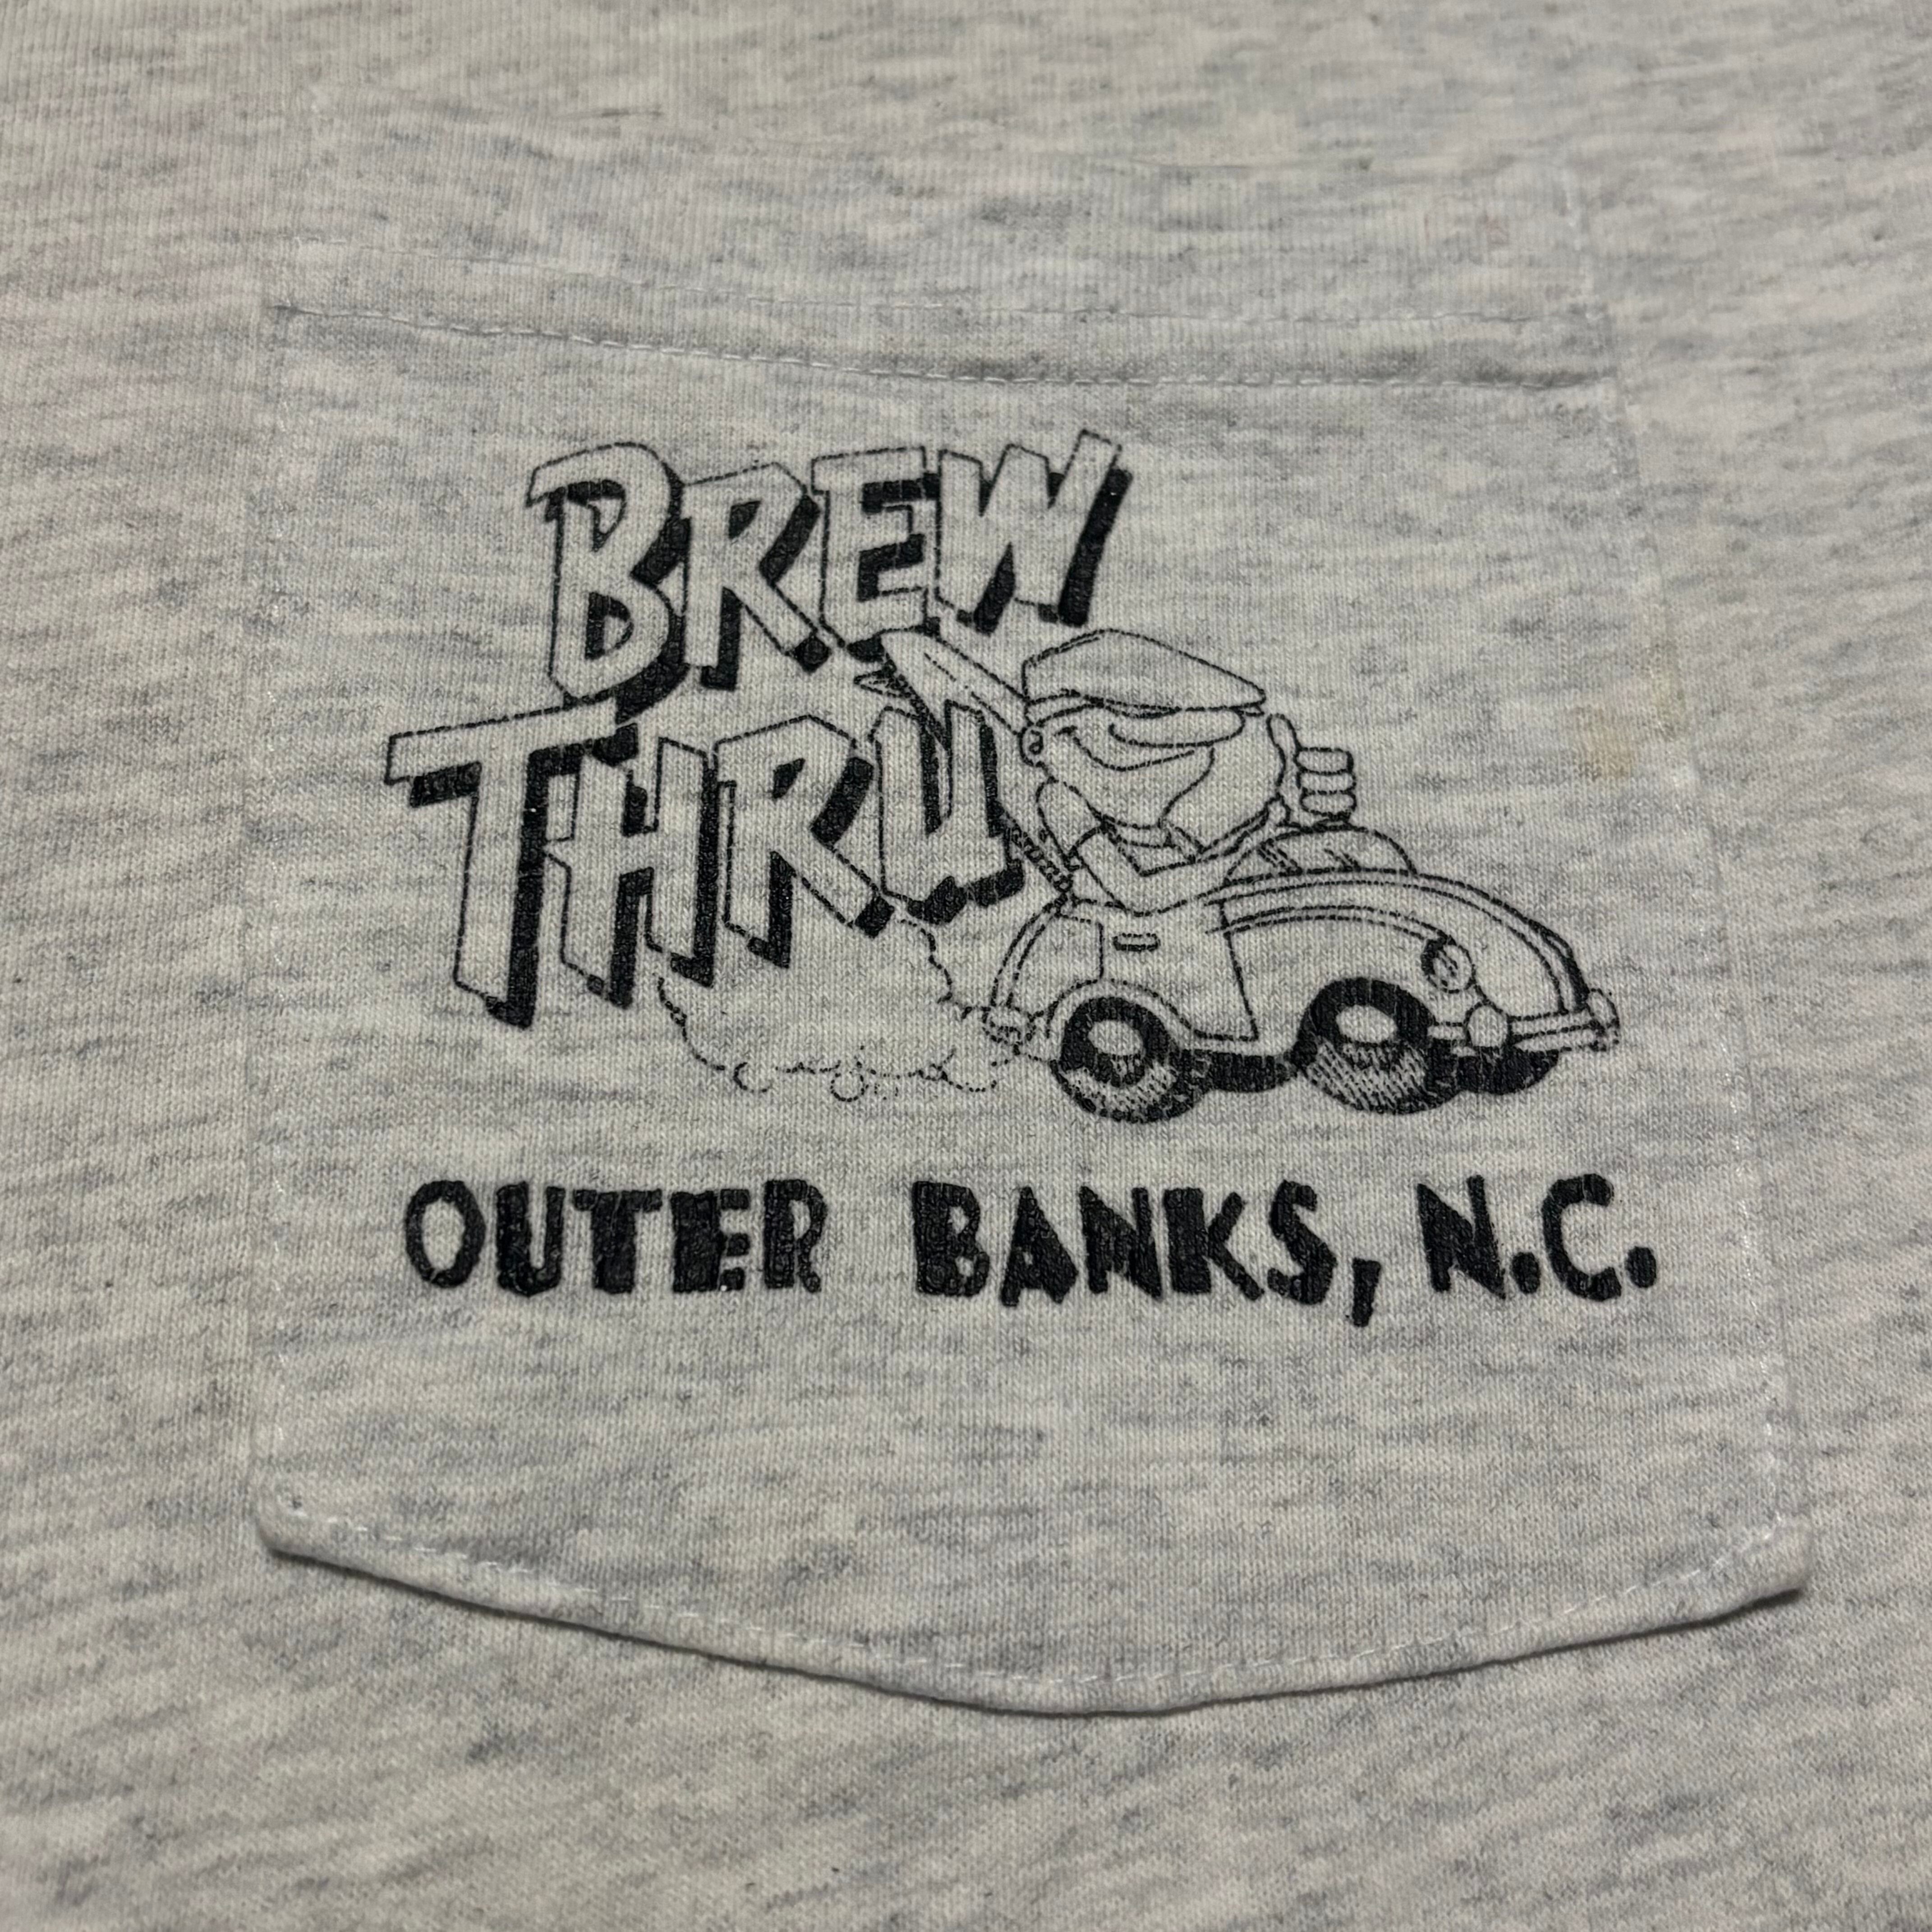 BREW
THRU
OUTER BANKS, N.C.